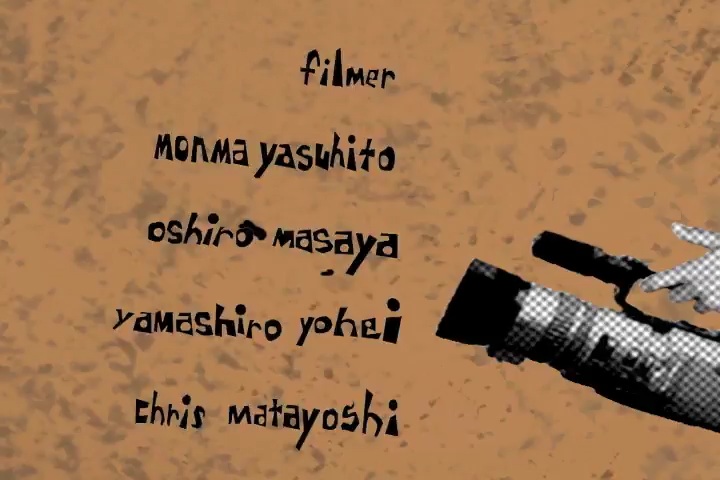 filmer
monma yasuhito
oshiro masaya
yamashiro yohei
chris matayoshi